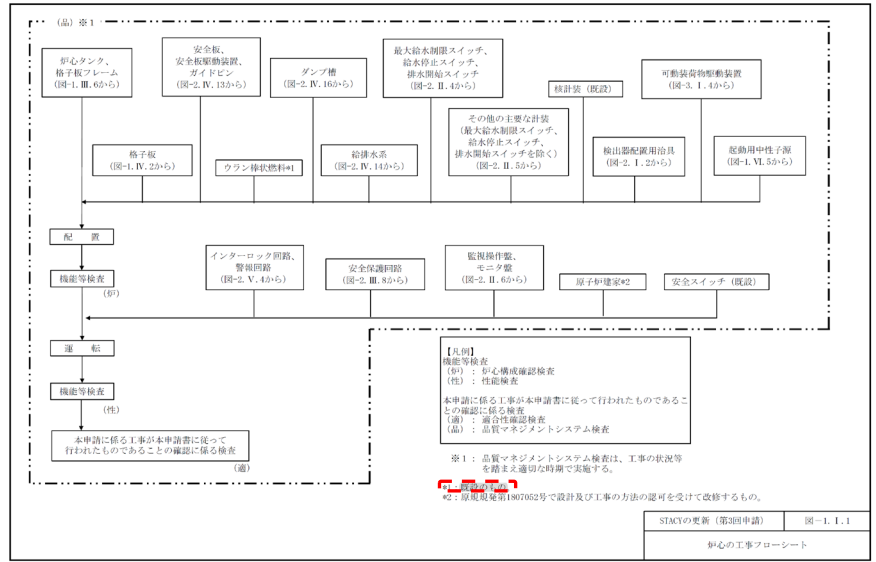 (品) ※1
炉心タンク、
格子板フレーム
(図-1.Ⅲ.6から)
安全板、
安全板駆動装置、
ガイドピン
(図-2.Ⅳ.13から)
ダンプ槽
(図-2.Ⅳ.16から)
最大給水制限スイッチ、
給水停止スイッチ、
排水開始スイッチ
(図-2.Ⅱ.4から)
核計装(既設)
可動装荷物駆動装置
(図-3.Ⅰ.4から)
格子板
(図-1.Ⅳ.2から)
ウラン棒状燃料*1
給排水系
(図-2.Ⅳ.14から)
その他の主要な計装
(最大給水制限スイッチ、
給水停止スイッチ、
排水開始スイッチを除く)
(図-2.Ⅱ.5から)
検出器配置用治具
(図-2.Ⅰ.2から)
起動用中性子源
(図-1.Ⅵ.5から)
配 置
機能等検査
(炉)
インターロック回路、
警報回路
(図-2.Ⅴ.4から)
安全保護回路
(図-2.Ⅲ.8から)
監視操作盤、
モニタ盤
(図-2.Ⅱ.6から)
原子炉建家*2
安全スイッチ(既設)
運 転
機能等検査
(性)
本申請に係る工事が本申請書に従って
行われたものであることの確認に係る検査
(適)
【凡例】
機能等検査
(炉) : 炉心構成確認検査
(性) : 性能検査
本申請に係る工事が本申請書に従って行われたものであるこ
との確認に係る検査
(適) : 適合性確認検査
(品) : 品質マネジメントシステム検査
※1 : 品質マネジメントシステム検査は、工事の状況等
を踏まえ適切な時期で実施する。
*1 : 既設のもの
*2 : 原規規発第1807052号で設計及び工事の方法の認可を受けて改修するもの。
STACYの更新(第3回申請)
図-1.Ⅰ.1
炉心の工事フローシート